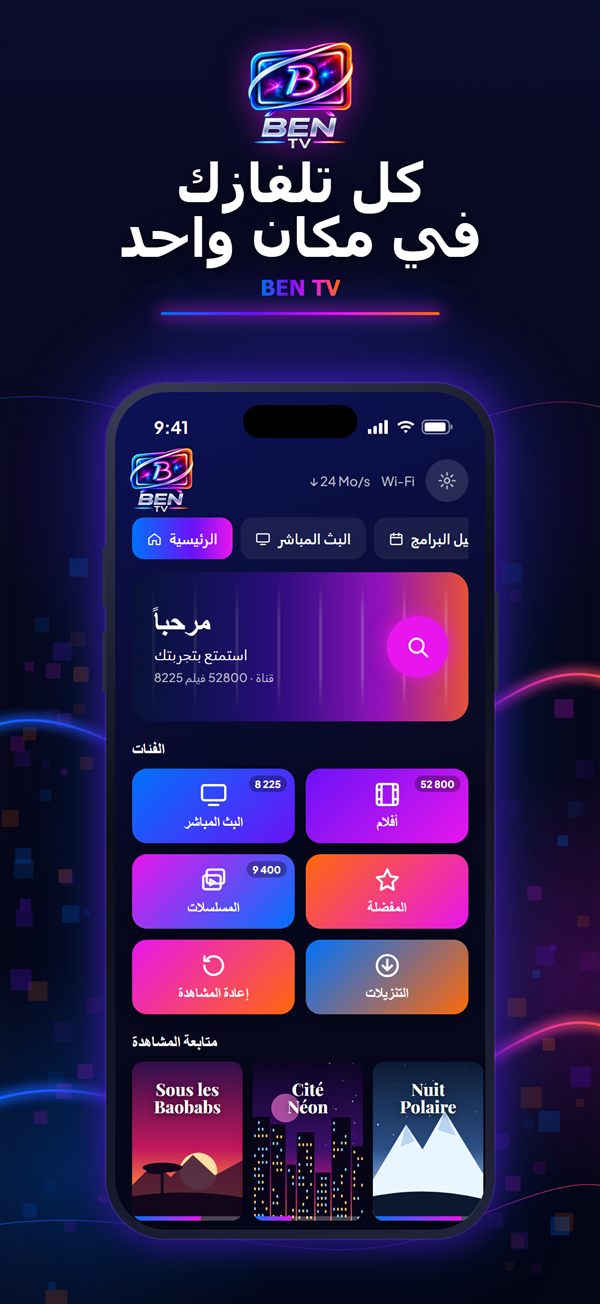 B
BEN
TV
كل تلفازك
في مكان واحد
BEN TV
9:41
B
BEN
TV
24 Mo/s
Wi-Fi
الرئيسية
البث المباشر
يل البرامج
مرحباً
استمتع بتجربتك
8225 قناة · 52800 فيلم
الفئات
8 225
البث المباشر
52 800
أفلام
9 400
المسلسلات
المفضلة
إعادة المشاهدة
التنزيلات
متابعة المشاهدة
Sous les
Baobabs
Cité
Néon
Nuit
Polaire